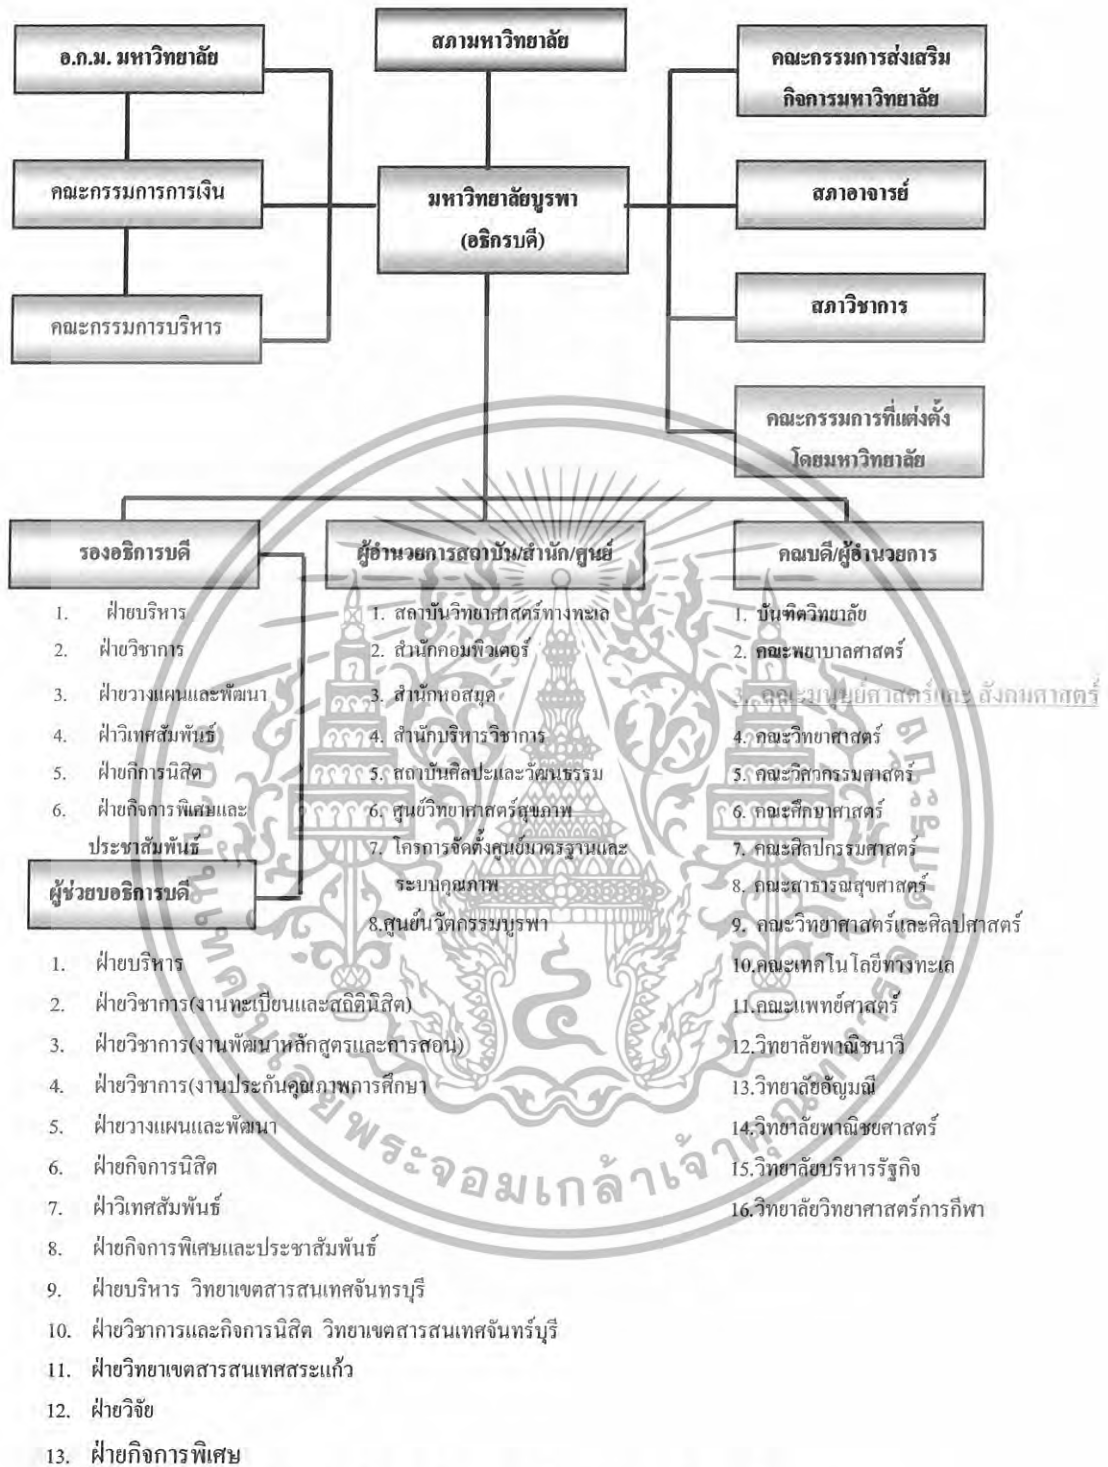 อ.ก.ม. มหาวิทยาลัย
สภามหาวิทยาลัย
คณะกรรมการส่งเสริม
กิจการมหาวิทยาลัย
คณะกรรมการการเงิน
มหาวิทยาลัยบูรพา
(อธิกรบดี)
สภาอาจารย์
คณะกรรมการบริหาร
สภาวิชาการ
คณะกรรมการที่แต่งตั้ง
โดยมหาวิทยาลัย
รองอธิการบดี
1. ฝ่ายบริหาร
2. ฝ่ายวิชาการ
3. ฝ่ายวางแผนและพัฒนา
4. ฝ่าวิเทศสัมพันธ์
5. ฝ่ายกีการนิสิต
6. ฝ่ายกิจการพิเศษและ
ประชาสัมพันธ์
ผู้ช่วยบอธิการบดี
1. ฝ่ายบริหาร
2. ฝ่ายวิชาการ(งานทะเบียนและสถิตินิสิต)
3. ฝ่ายวิชาการ(งานพัฒนาหลักสูตรและการสอน)
4. ฝ่ายวิชาการ(งานประกันคุณภาพการศึกษา
5. ฝ่ายวางแผนและพัฒนา
6. ฝ่ายกิจการนิสิต
7. ฝ่าวิเทศสัมพันธ์
8. ฝ่ายกิจการพิเศษและประชาสัมพันธ์
9. ฝ่ายบริหาร วิทยาเขตสารสนเทศจันทรบุรี
10. ฝ่ายวิชาการและกิจการนิสิต วิทยาเขตสารสนเทศจันทร์บุรี
11. ฝ่ายวิทยาเขตสารสนเทศสระแก้ว
12. ฝ่ายวิจัย
13. ฝ่ายกิจการพิเศษ
ผู้อำนวยการสถาบัน/สำนัก/ศูนย์
1. สถาบันวิทยาศาสตร์ทางทะเล
2. สำนักคอมพิวเตอร์
3. สำนักหอสมุด
4. สำนักบริหารวิชาการ
5. สถาบันศิลปะและวัฒนธรรม
6. ศูนย์วิทยาศาสตร์สุขภาพ
7. โครการจัดตั้งศูนย์มาตรฐานและ
ระบบคุณภาพ
8.ศูนย์นวัตกรรมบูรพา
คณบดี/ผู้อำนวยการ
1. บัณฑิตวิทยาลัย
2. คณะพยาบาลศาสตร์
3. คณะมนุษย์ศาสตร์และ สังกมศาสตร์
4. คณะวิทยาศาสตร์
5. คณะวิศวกรรมศาสตร์
6. คณะศึกษาศาสตร์
7. คณะศิลปกรรมศาสตร์
8. คณะสาธารณสุขศาสตร์
9. คณะวิทยาศาสตร์และศิลปศาสตร์
10.คณะเทคโนโลยีทางทะเล
11.คณะแพทย์ศาสตร์
12.วิทยาลัยพาณิชนาวี
13.วิทยาลัยอัญมณี
14.วิทยาลัยพาณิชยศาสตร์
15.วิทยาลัยบริหารรัฐกิจ
16.วิทยาลัยวิทยาศาสตร์การกีฬา
สถาบันเทคโนโลยีพระจอมเกล้าเจ้าคุณทหารลาดกระบัง